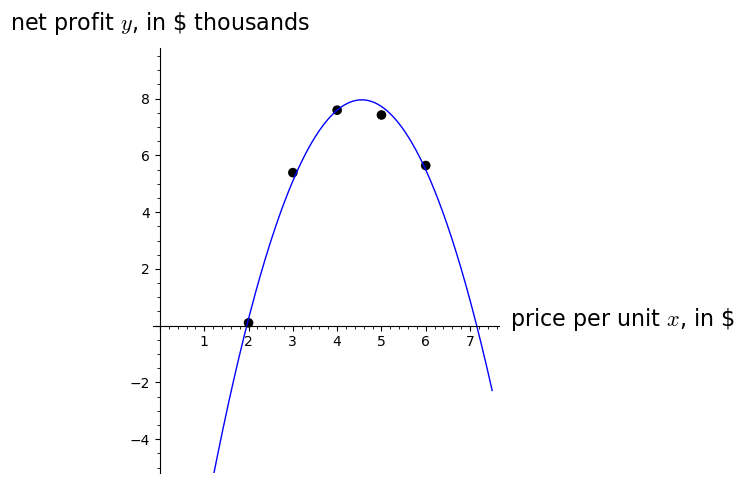 net profit y, in $ thousands
8
6
4
2
1 2 3 4 5 6 7
price per unit x, in $
−2
−4